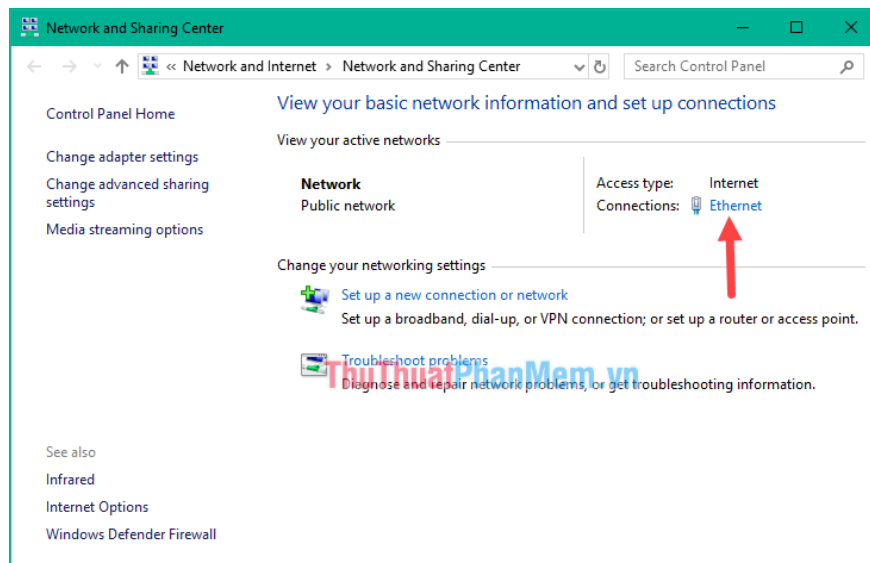 Network and Sharing Center
« Network and Internet › Network and Sharing Center
Search Control Panel
Control Panel Home
Change adapter settings
Change advanced sharing
settings
Media streaming options
View your basic network information and set up connections
View your active networks
Network
Public network
Access type: Internet
Connections: Ethernet
Change your networking settings
Set up a new connection or network
Set up a broadband, dial-up, or VPN connection; or set up a router or access point.
Troubleshoot problems
ThuThuatPhanMem.vn
Diagnose and repair network problems, or get troubleshooting information.
See also
Infrared
Internet Options
Windows Defender Firewall